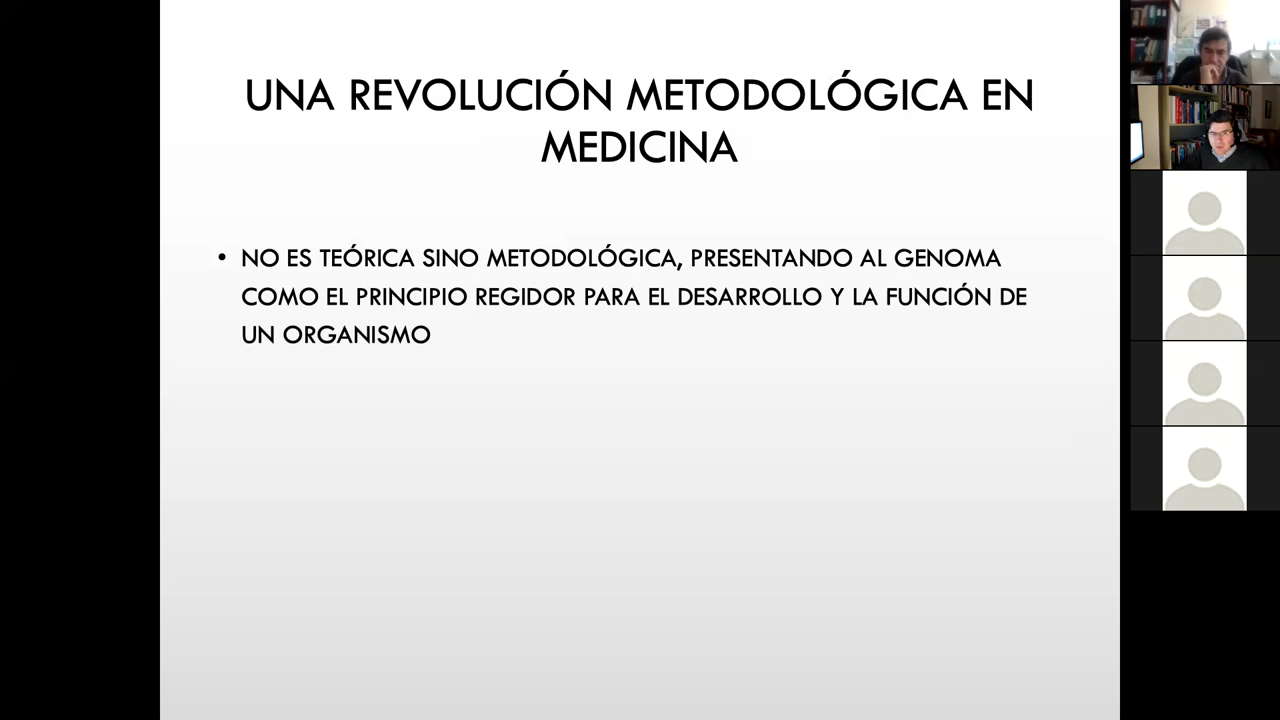 UNA REVOLUCIÓN METODOLÓGICA EN
MEDICINA
• NO ES TEÓRICA SINO METODOLÓGICA, PRESENTANDO AL GENOMA
COMO EL PRINCIPIO REGIDOR PARA EL DESARROLLO Y LA FUNCIÓN DE
UN ORGANISMO